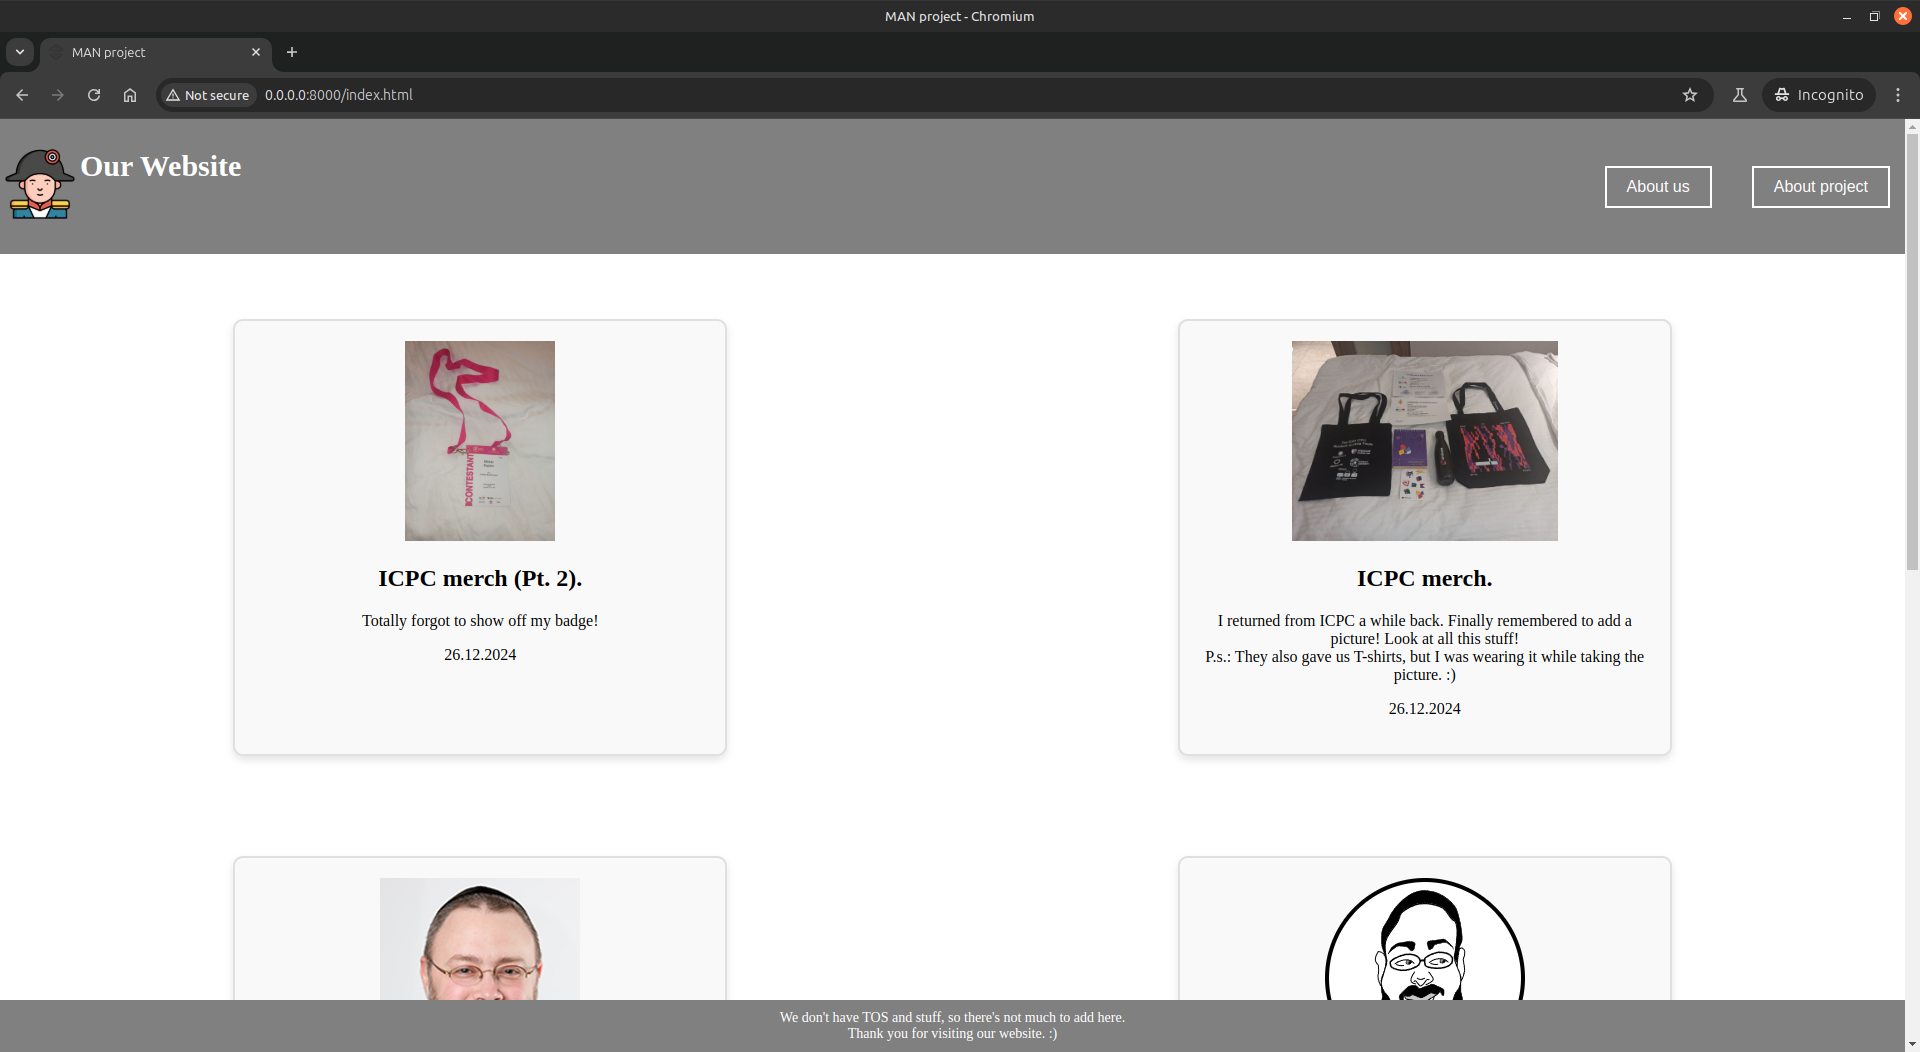 MAN project - Chromium
MAN project
Not secure
0.0.0.0:8000/index.html
Incognito
Our Website
About us
About project
CONTESTANT
ICPC merch (Pt. 2).
Totally forgot to show off my badge!
26.12.2024
ICPC merch.
I returned from ICPC a while back. Finally remembered to add a
picture! Look at all this stuff!
P.s.: They also gave us T-shirts, but I was wearing it while taking the
picture. :)
26.12.2024
We don't have TOS and stuff, so there's not much to add here.
Thank you for visiting our website. :)